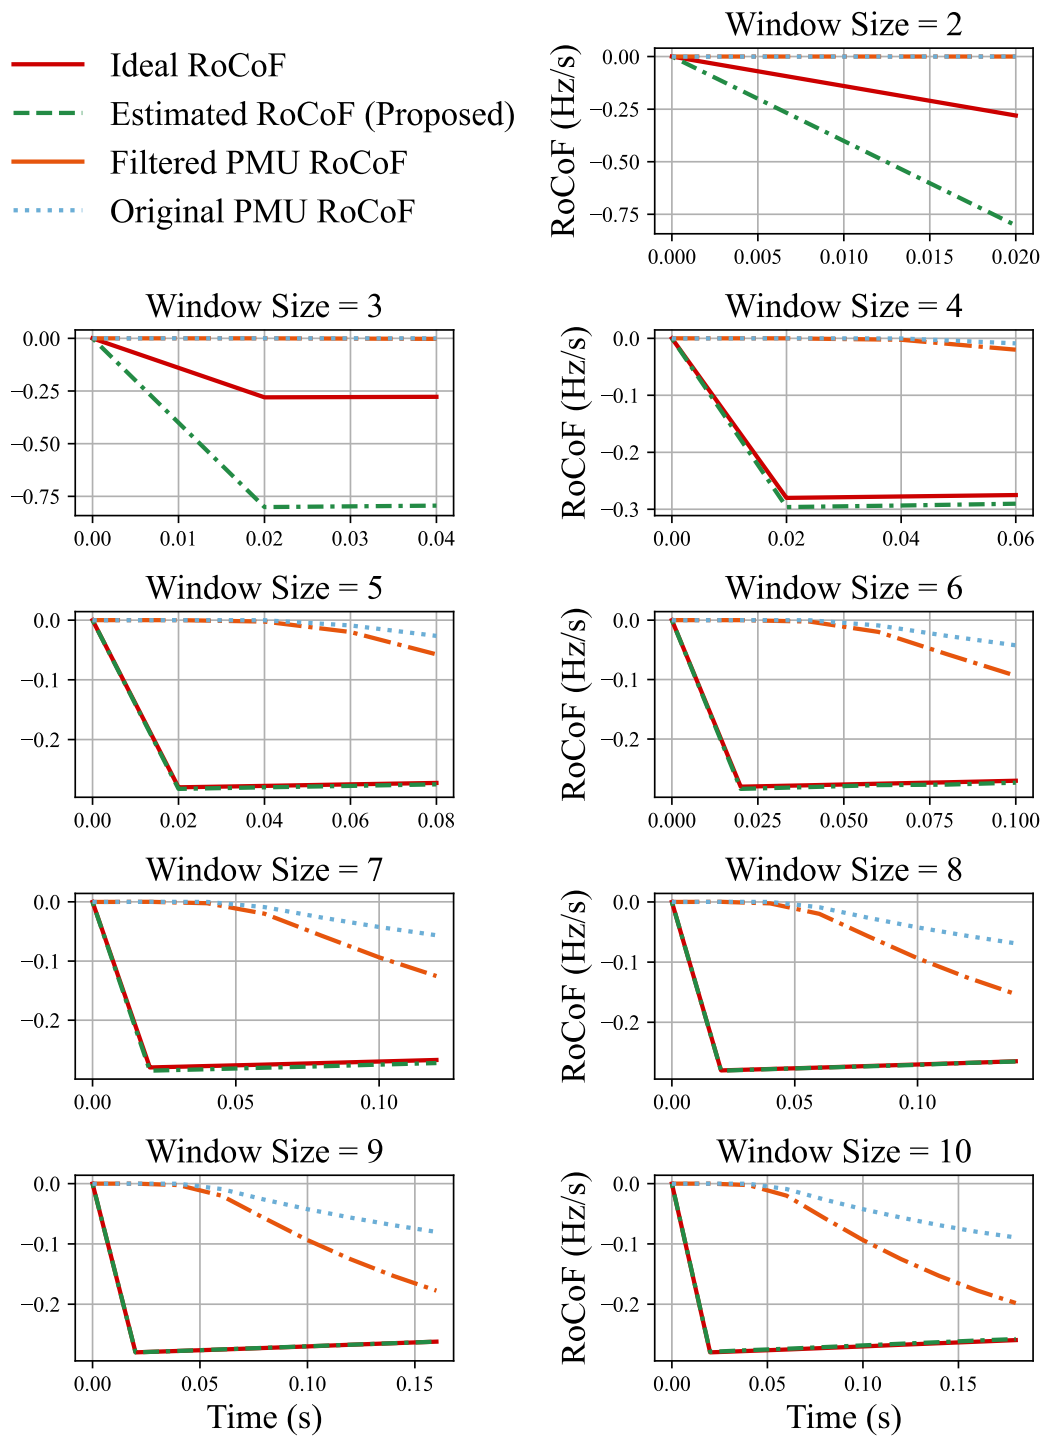 Ideal RoCoF
Estimated RoCoF (Proposed)
Filtered PMU RoCoF
Original PMU RoCoF
Window Size = 2
RoCoF (Hz/s)
0.00
−0.25
−0.50
−0.75
0.000 0.005 0.010 0.015 0.020
Window Size = 3
0.00
−0.25
−0.50
−0.75
0.00 0.01 0.02 0.03 0.04
Window Size = 4
RoCoF (Hz/s)
0.0
−0.1
−0.2
−0.3
0.00 0.02 0.04 0.06
Window Size = 5
0.0
−0.1
−0.2
0.00 0.02 0.04 0.06 0.08
Window Size = 6
RoCoF (Hz/s)
0.0
−0.1
−0.2
0.000 0.025 0.050 0.075 0.100
Window Size = 7
0.0
−0.1
−0.2
0.00 0.05 0.10
Window Size = 8
RoCoF (Hz/s)
0.0
−0.1
−0.2
0.00 0.05 0.10
Window Size = 9
0.0
−0.1
−0.2
0.00 0.05 0.10 0.15
Time (s)
Window Size = 10
RoCoF (Hz/s)
0.0
−0.1
−0.2
0.00 0.05 0.10 0.15
Time (s)